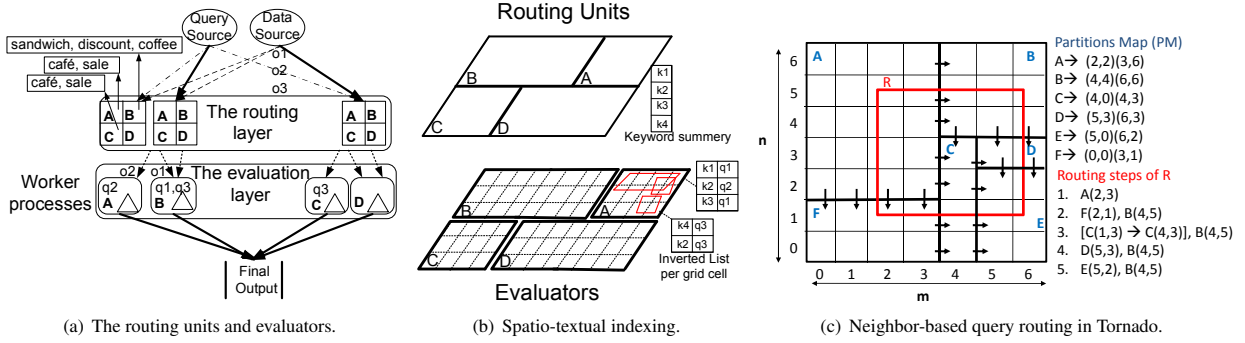 Query
Source
Data
Source
sandwich, discount, coffee
café, sale
café, sale
o1
o2
o3
A B
C D
A B
C D
The routing
layer
A B
C D
Worker
processes
o2
o1
The evaluation
layer
q2
A
q1,q3
B
q3
C
D
Final
Output
(a) The routing units and evaluators.
Routing Units
B
A
C
D
k1
k2
k3
k4
Keyword summery
B
A
C
D
k1 q1
k2 q2
k3 q1
k4 q3
k2 q3
Inverted List
per grid cell
Evaluators
(b) Spatio-textual indexing.
n
6
5
4
3
2
1
0
A
B
R
C
D
F
E
0 1 2 3 4 5 6
m
Partitions Map (PM)
A→ (2,2)(3,6)
B→ (4,4)(6,6)
C→ (4,0)(4,3)
D→ (5,3)(6,3)
E→ (5,0)(6,2)
F→ (0,0)(3,1)
Routing steps of R
1. A(2,3)
2. F(2,1), B(4,5)
3. [C(1,3) → C(4,3)], B(4,5)
4. D(5,3), B(4,5)
5. E(5,2), B(4,5)
(c) Neighbor-based query routing in Tornado.